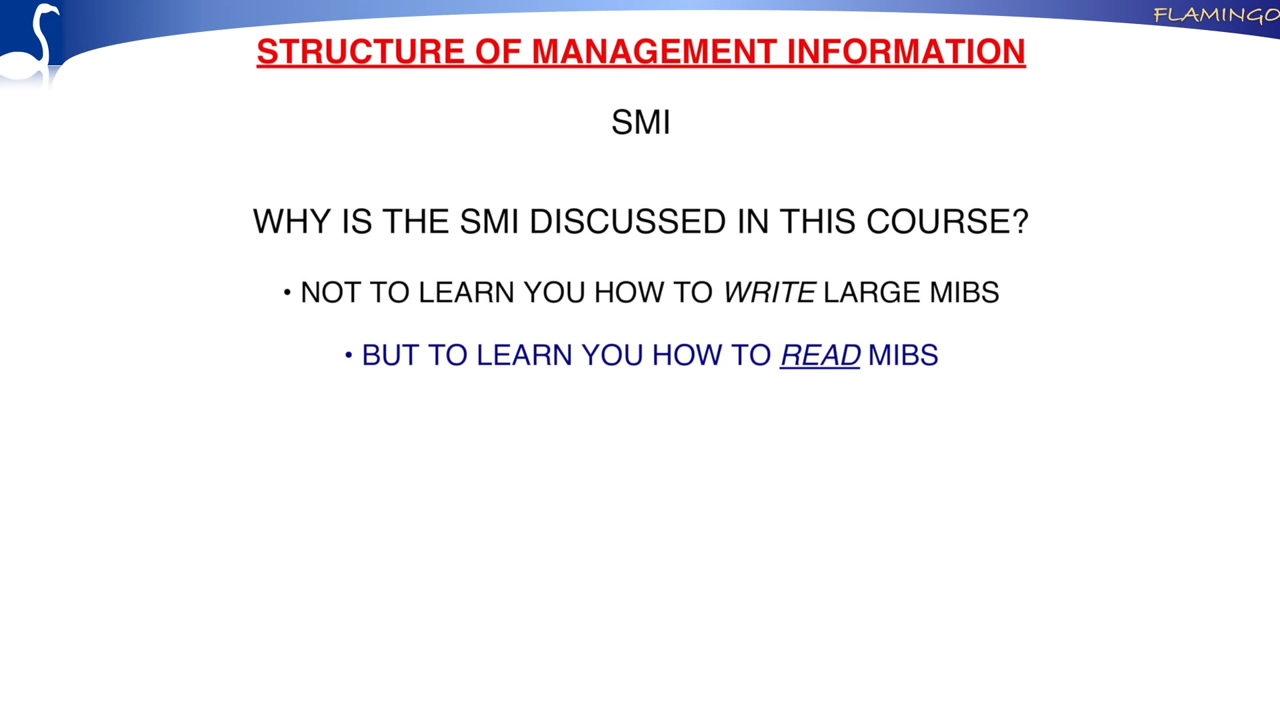 FLAMINGO
STRUCTURE OF MANAGEMENT INFORMATION
SMI
WHY IS THE SMI DISCUSSED IN THIS COURSE?
• NOT TO LEARN YOU HOW TO WRITE LARGE MIBS
• BUT TO LEARN YOU HOW TO READ MIBS